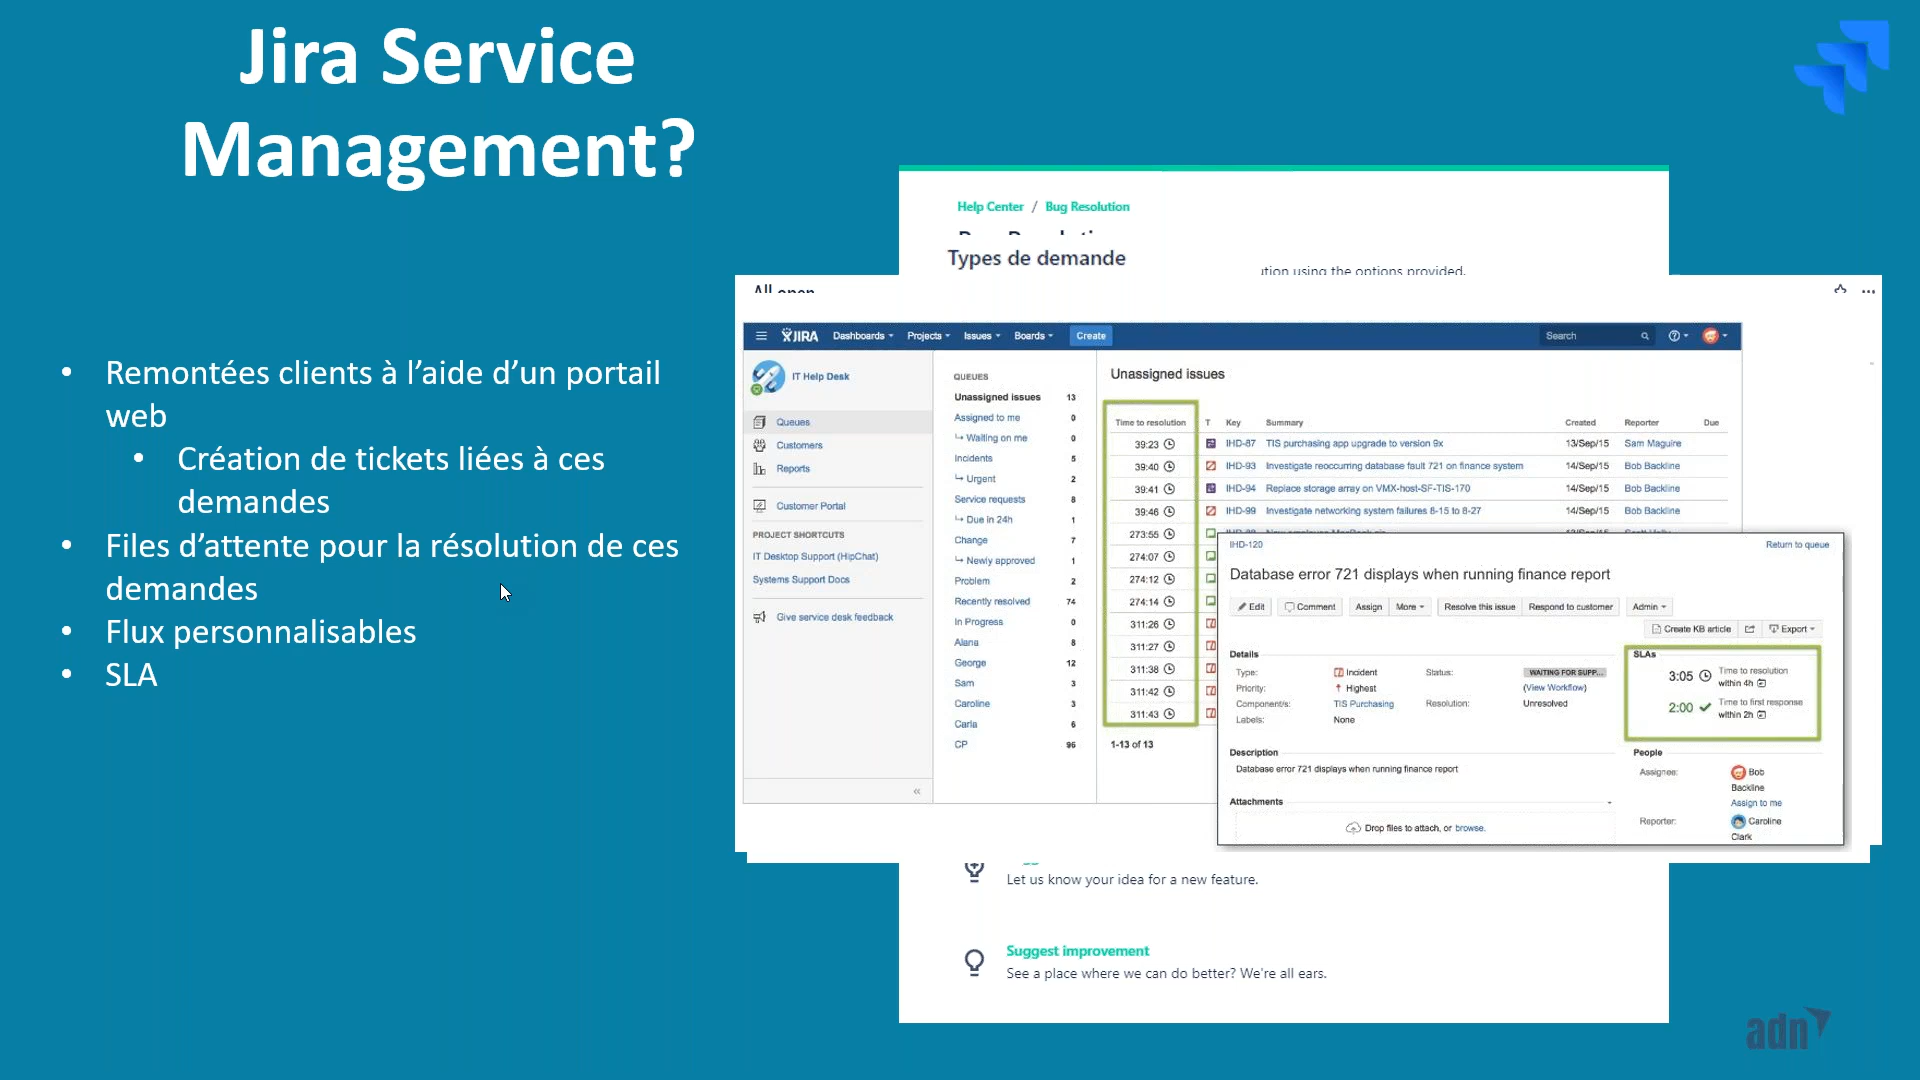 Jira Service
Management?
Remontées clients à l'aide d'un portail
web
Création de tickets liées à ces
demandes
Files d'attente pour la résolution de ces
demandes
Flux personnalisables
SLA
Help Center / Bug Resolution
Types de demande
ution using the options provided.
All open
JIRA Dashboards Projects Issues Boards Create Search
IT Help Desk
Queues
Customers
Reports
Customer Portal
PROJECT SHORTCUTS
IT Desktop Support (HipChat)
Systems Support Docs
Give service desk feedback
QUEUES
Unassigned issues 13
Assigned to me 0
Waiting on me 0
Incidents 5
Urgent 2
Service requests 8
Due in 24h 1
Change 7
Newly approved 1
Problem 2
Recently resolved 74
In Progress 0
Alana 8
George 12
Sam 3
Caroline 3
Carla 6
CP 96
Unassigned issues
Time to resolution T Key Summary Created Reporter Due
39:23 IHD-87 TIS purchasing app upgrade to version 9x 13/Sep/15 Sam Maguire
39:40 IHD-93 Investigate reoccurring database fault 721 on finance system 14/Sep/15 Bob Backline
39:41 IHD-94 Replace storage array on VMX-host-SF-TIS-170 14/Sep/15 Bob Backline
39:46 IHD-99 Investigate networking system failures 8-15 to 8-27 14/Sep/15 Bob Backline
273:55
274:07
274:12
274:14
311:26
311:27
311:38
311:42
311:43
1-13 of 13
IHD-120 Return to queue
Database error 721 displays when running finance report
Edit Comment Assign More Resolve this issue Respond to customer Admin
Create KB article Export
Details
Type: Incident Status: WAITING FOR SUPP...
Priority: Highest (View Workflow)
Component/s: TIS Purchasing Resolution: Unresolved
Labels: None
SLAs
3:05 Time to resolution
within 4h
2:00 Time to first response
within 2h
Description
Database error 721 displays when running finance report
Attachments
Drop files to attach, or browse.
People
Assignee: Bob
Backline
Assign to me
Reporter: Caroline
Clark
Let us know your idea for a new feature.
Suggest improvement
See a place where we can do better? We're all ears.
adn